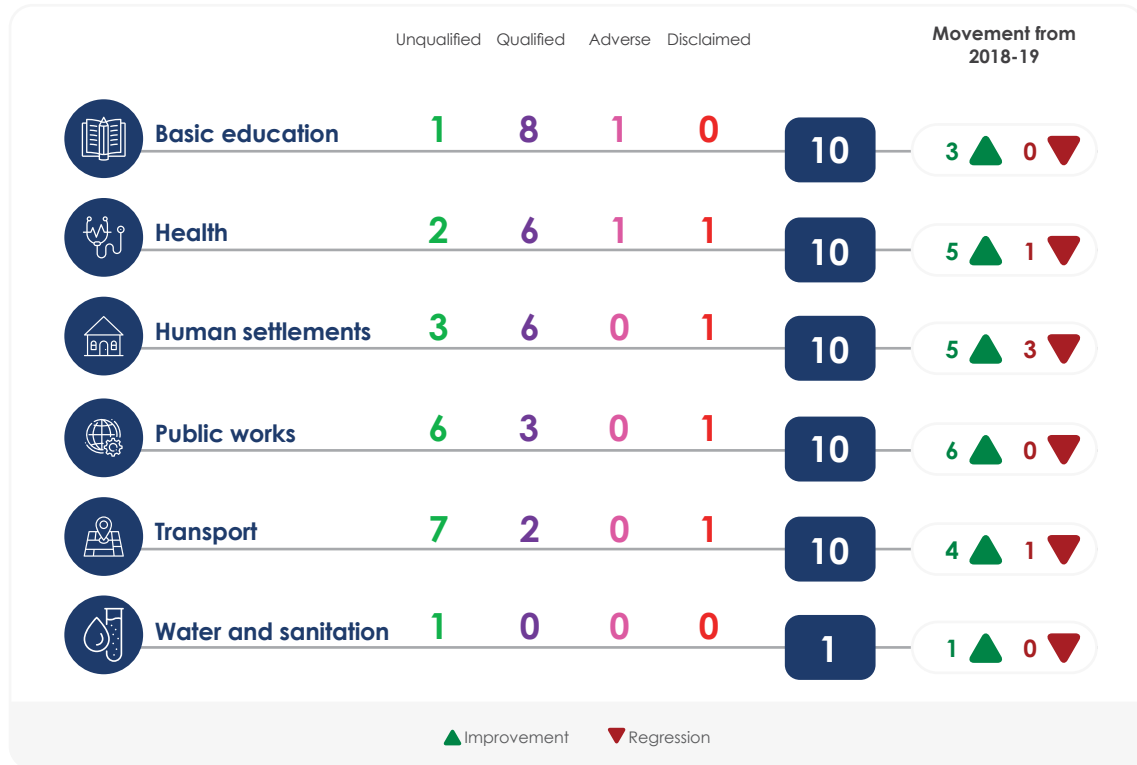 Unqualified Qualified Adverse Disclaimed
Movement from
2018-19
Basic education 1 8 1 0 10 3 0
Health 2 6 1 1 10 5 1
Human settlements 3 6 0 1 10 5 3
Public works 6 3 0 1 10 6 0
Transport 7 2 0 1 10 4 1
Water and sanitation 1 0 0 0 1 1 0
Improvement Regression